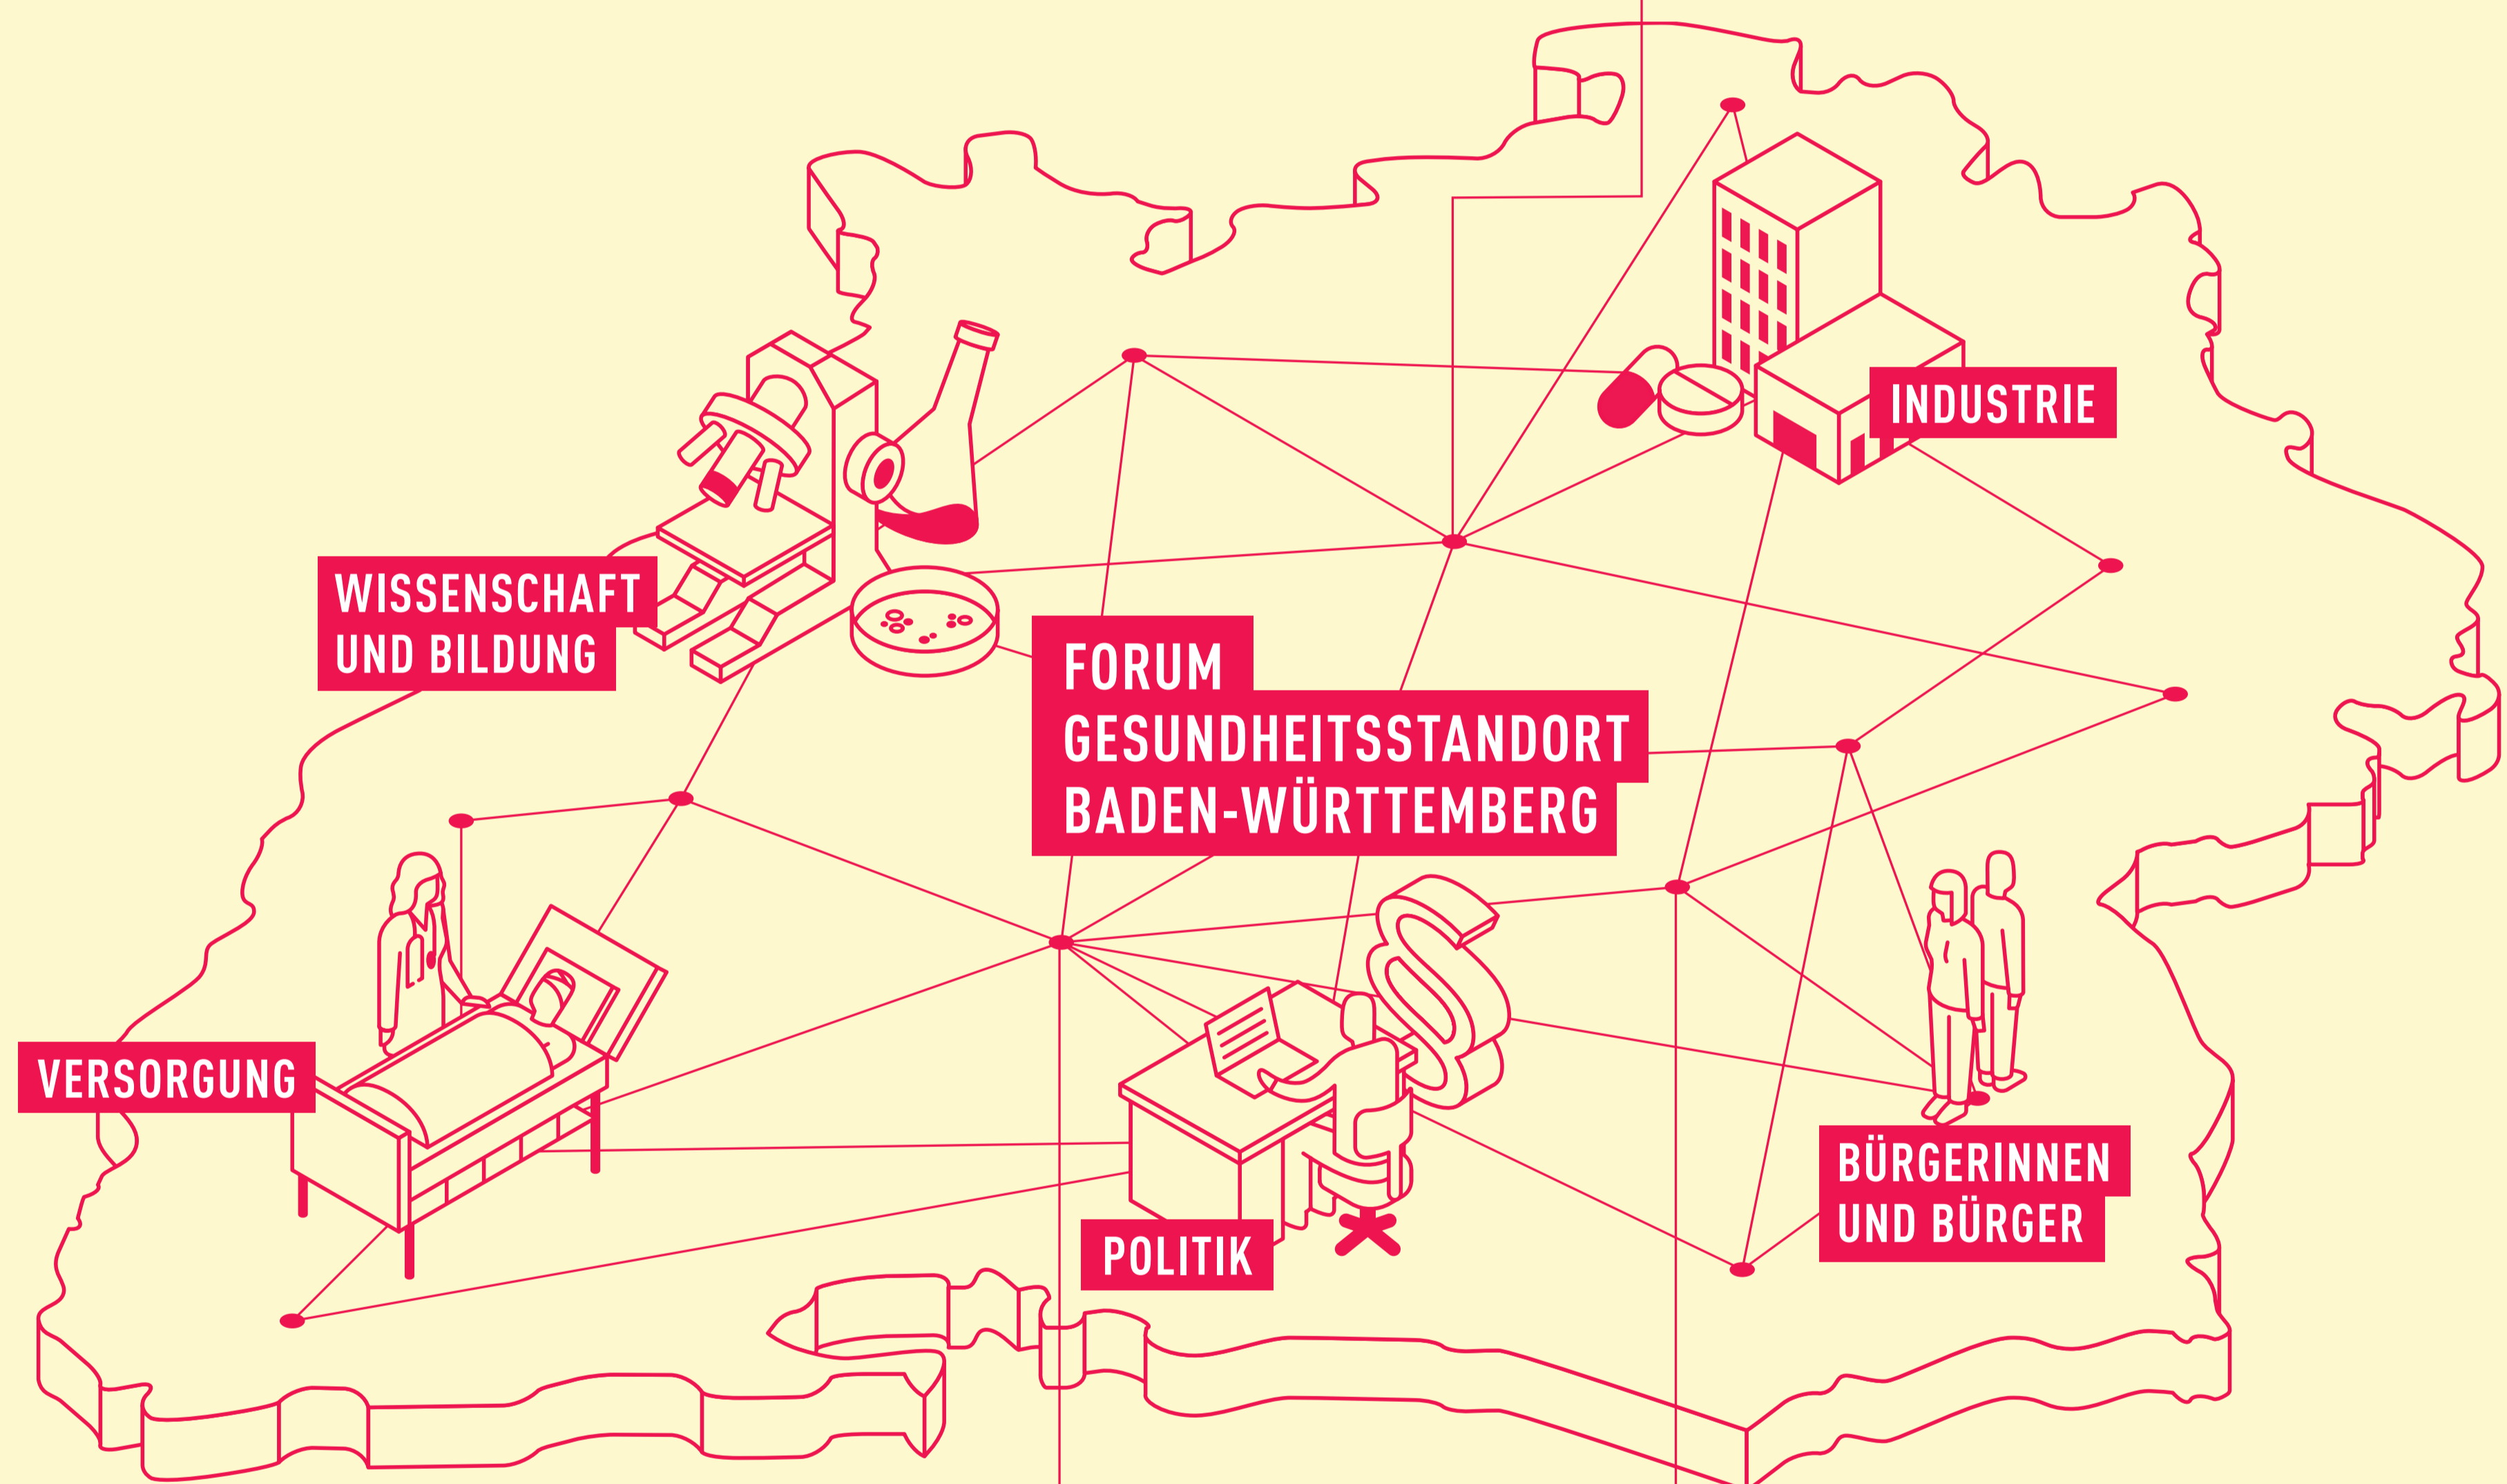 INDUSTRIE
WISSENSCHAFT
UND BILDUNG
FORUM
GESUNDHEITSSTANDORT
BADEN-WÜRTTEMBERG
VERSORGUNG
POLITIK
BÜRGERINNEN
UND BÜRGER